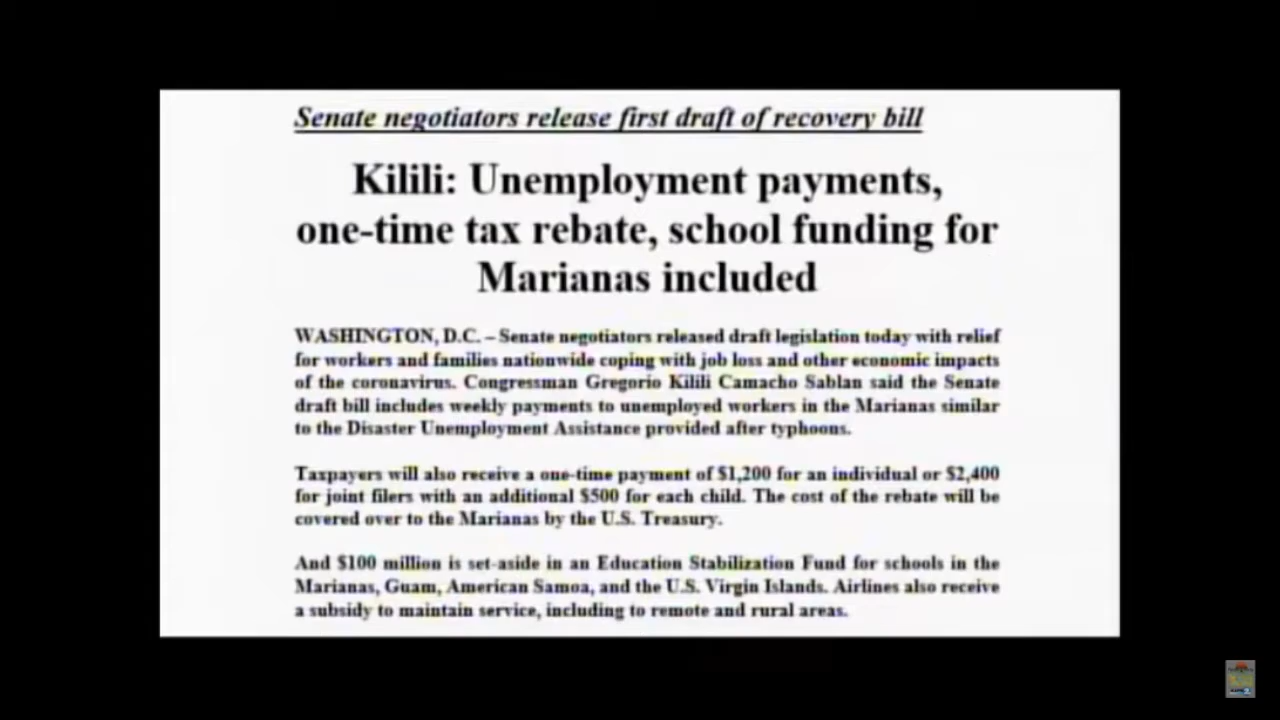 Senate negotiators release first draft of recovery bill
Kilili: Unemployment payments,
one-time tax rebate, school funding for
Marianas included
WASHINGTON, D.C. – Senate negotiators released draft legislation today with relief
for workers and families nationwide coping with job loss and other economic impacts
of the coronavirus. Congressman Gregorio Kilili Camacho Sablan said the Senate
draft bill includes weekly payments to unemployed workers in the Marianas similar
to the Disaster Unemployment Assistance provided after typhoons.
Taxpayers will also receive a one-time payment of $1,200 for an individual or $2,400
for joint filers with an additional $500 for each child. The cost of the rebate will be
covered over to the Marianas by the U.S. Treasury.
And $100 million is set-aside in an Education Stabilization Fund for schools in the
Marianas, Guam, American Samoa, and the U.S. Virgin Islands. Airlines also receive
a subsidy to maintain service, including to remote and rural areas.